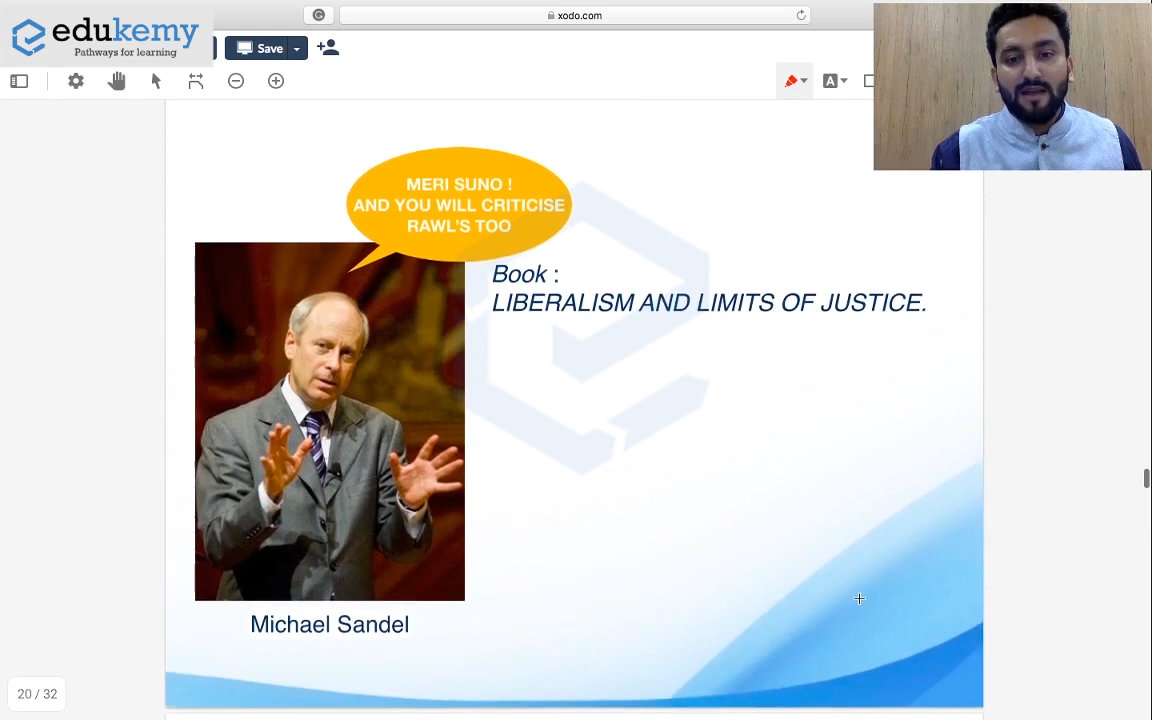 edukemy
Pathways for learning
xodo.com
Save
A
MERI SUNO !
AND YOU WILL CRITICISE
RAWL'S TOO
Book :
LIBERALISM AND LIMITS OF JUSTICE.
Michael Sandel
20 / 32